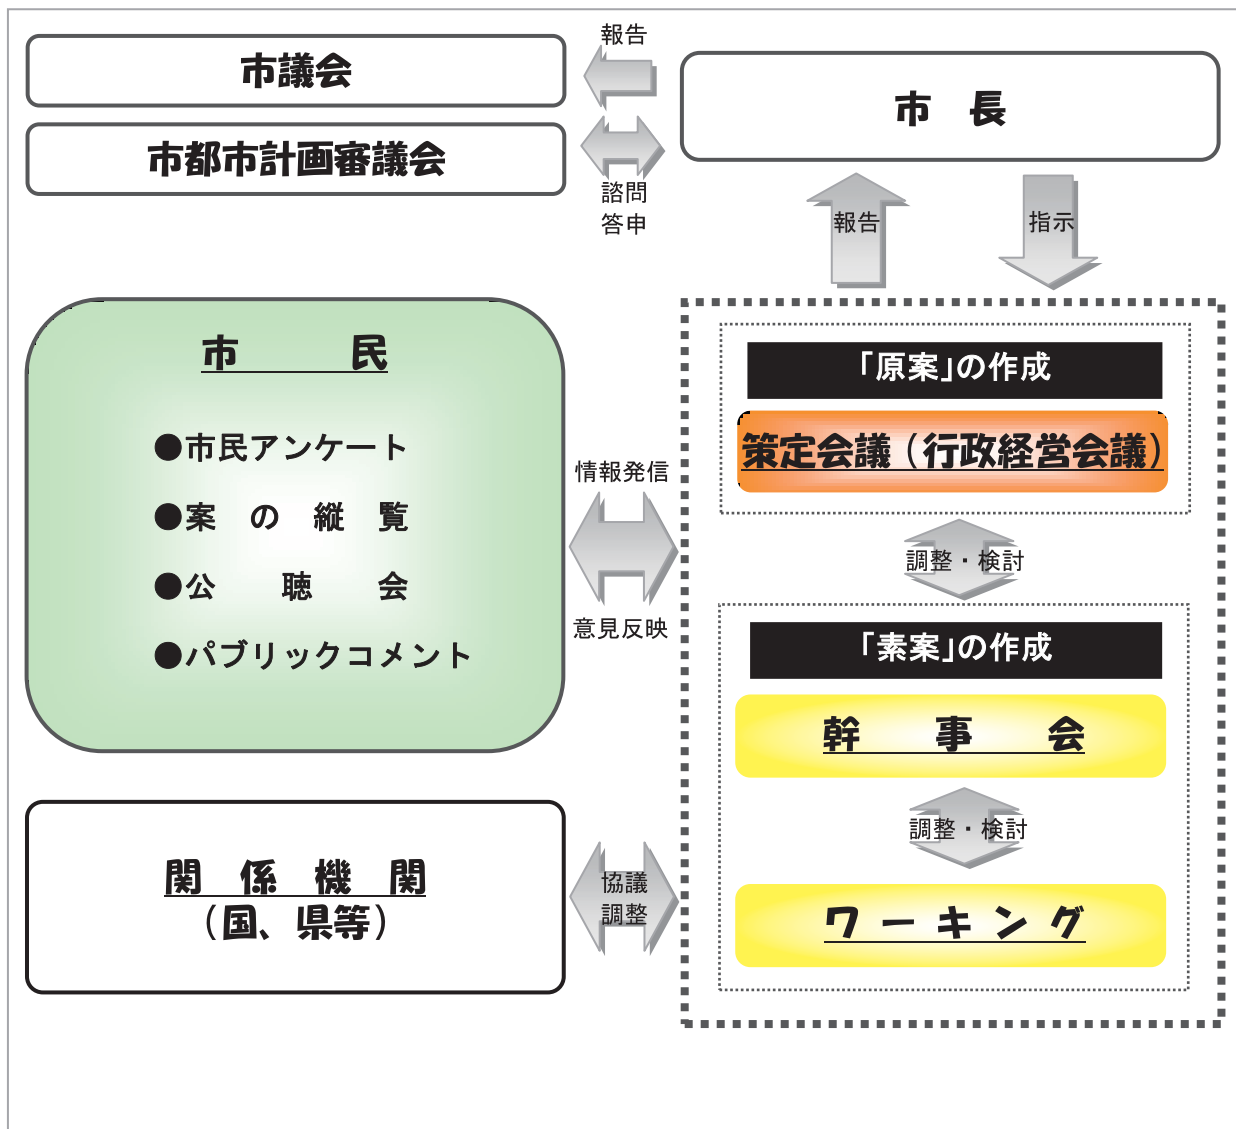 市議会
市都市計画審議会
報告
諮問
答申
市　長
報告
指示
市　民
●市民アンケート
●案の縦覧
●公聴会
●パブリックコメント
情報発信
意見反映
「原案」の作成
策定会議（行政経営会議）
調整・検討
「素案」の作成
幹事会
調整・検討
ワーキング
関係機関
（国、県等）
協議
調整